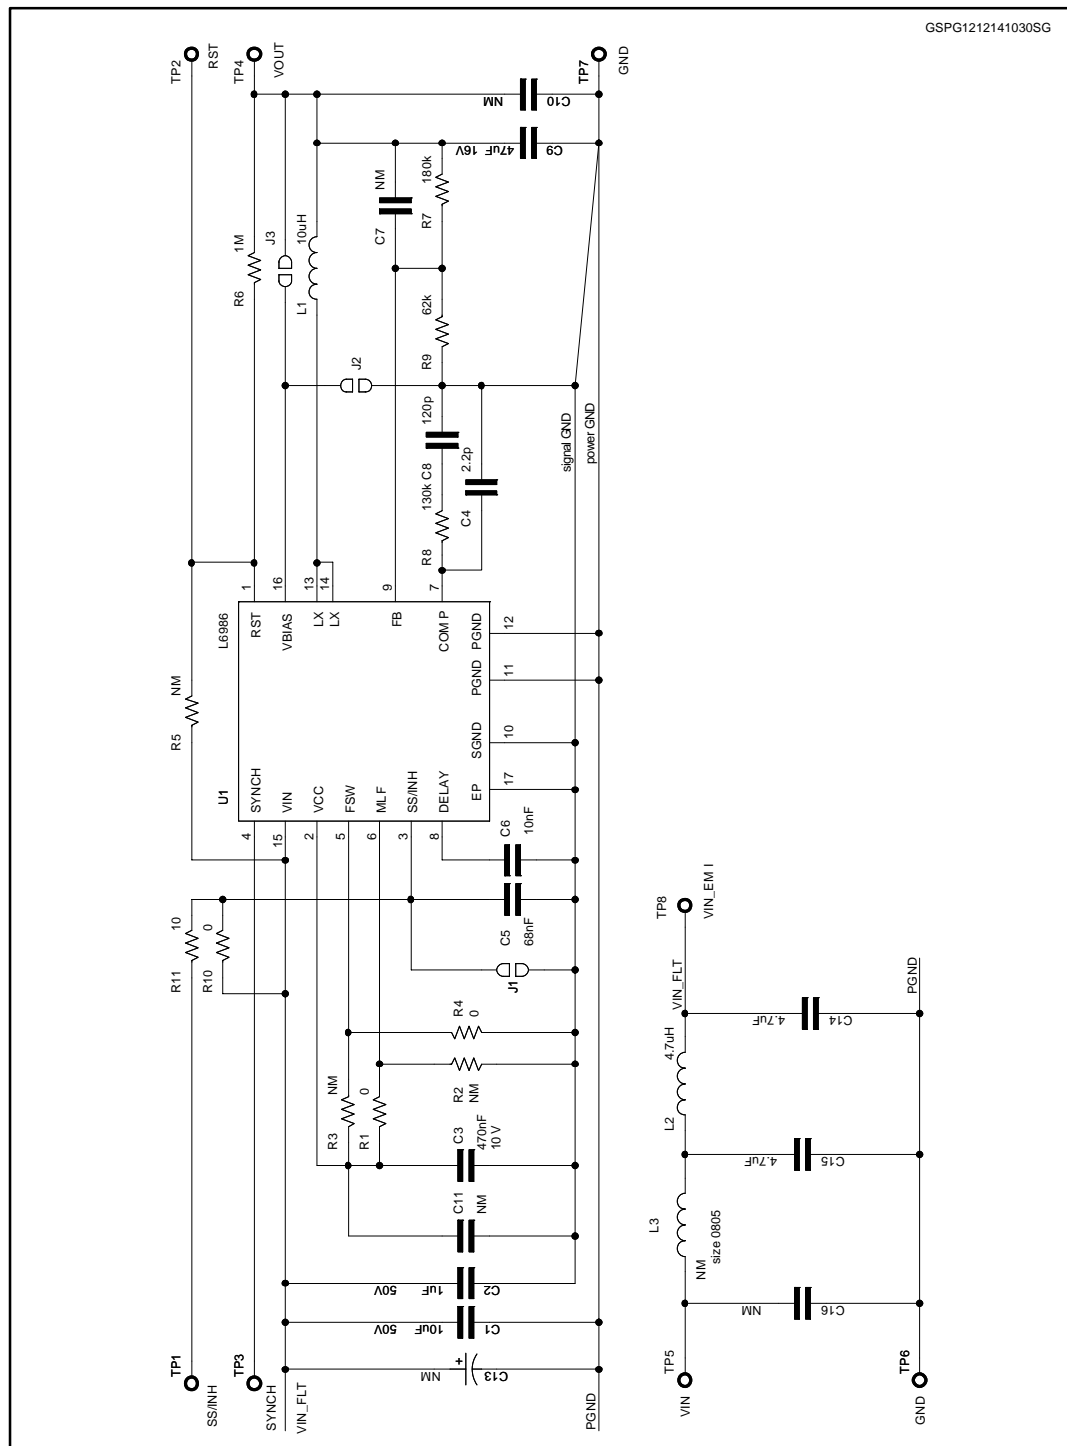 GSPG1212141030SG
TP2
RST
TP4
VOUT
TP7
GND
NM
C10
47uF 16V
C9
NM
C7
180k
R7
1M
R6
J3
10uH
L1
62k
R9
J2
120p
130k C8
2.2p
C4
R8
signal GND
power GND
NM
R5
1
16
13
14
9
7
L6986
RST
VBIAS
LX
LX
FB
COMP
PGND
12
PGND
11
SGND
10
EP
17
U1
SYNCH
VIN
VCC
FSW
MLF
SS/INH
DELAY
4
15
2
5
6
3
8
C6
10nF
C5
68nF
10
R11
0
R10
J1
R4
0
R2
NM
NM
R3
0
R1
C3
470nF
10 V
C11
NM
50V
1uF
C2
50V
10uF
C1
NM
+
C13
TP1
SS/INH
TP3
SYNCH
VIN_FLT
PGND
TP8
VIN_EMI
VIN_FLT
PGND
4.7uF
C14
4.7uH
L2
4.7uF
C15
L3
NM
size 0805
NM
C16
TP5
VIN
TP6
GND